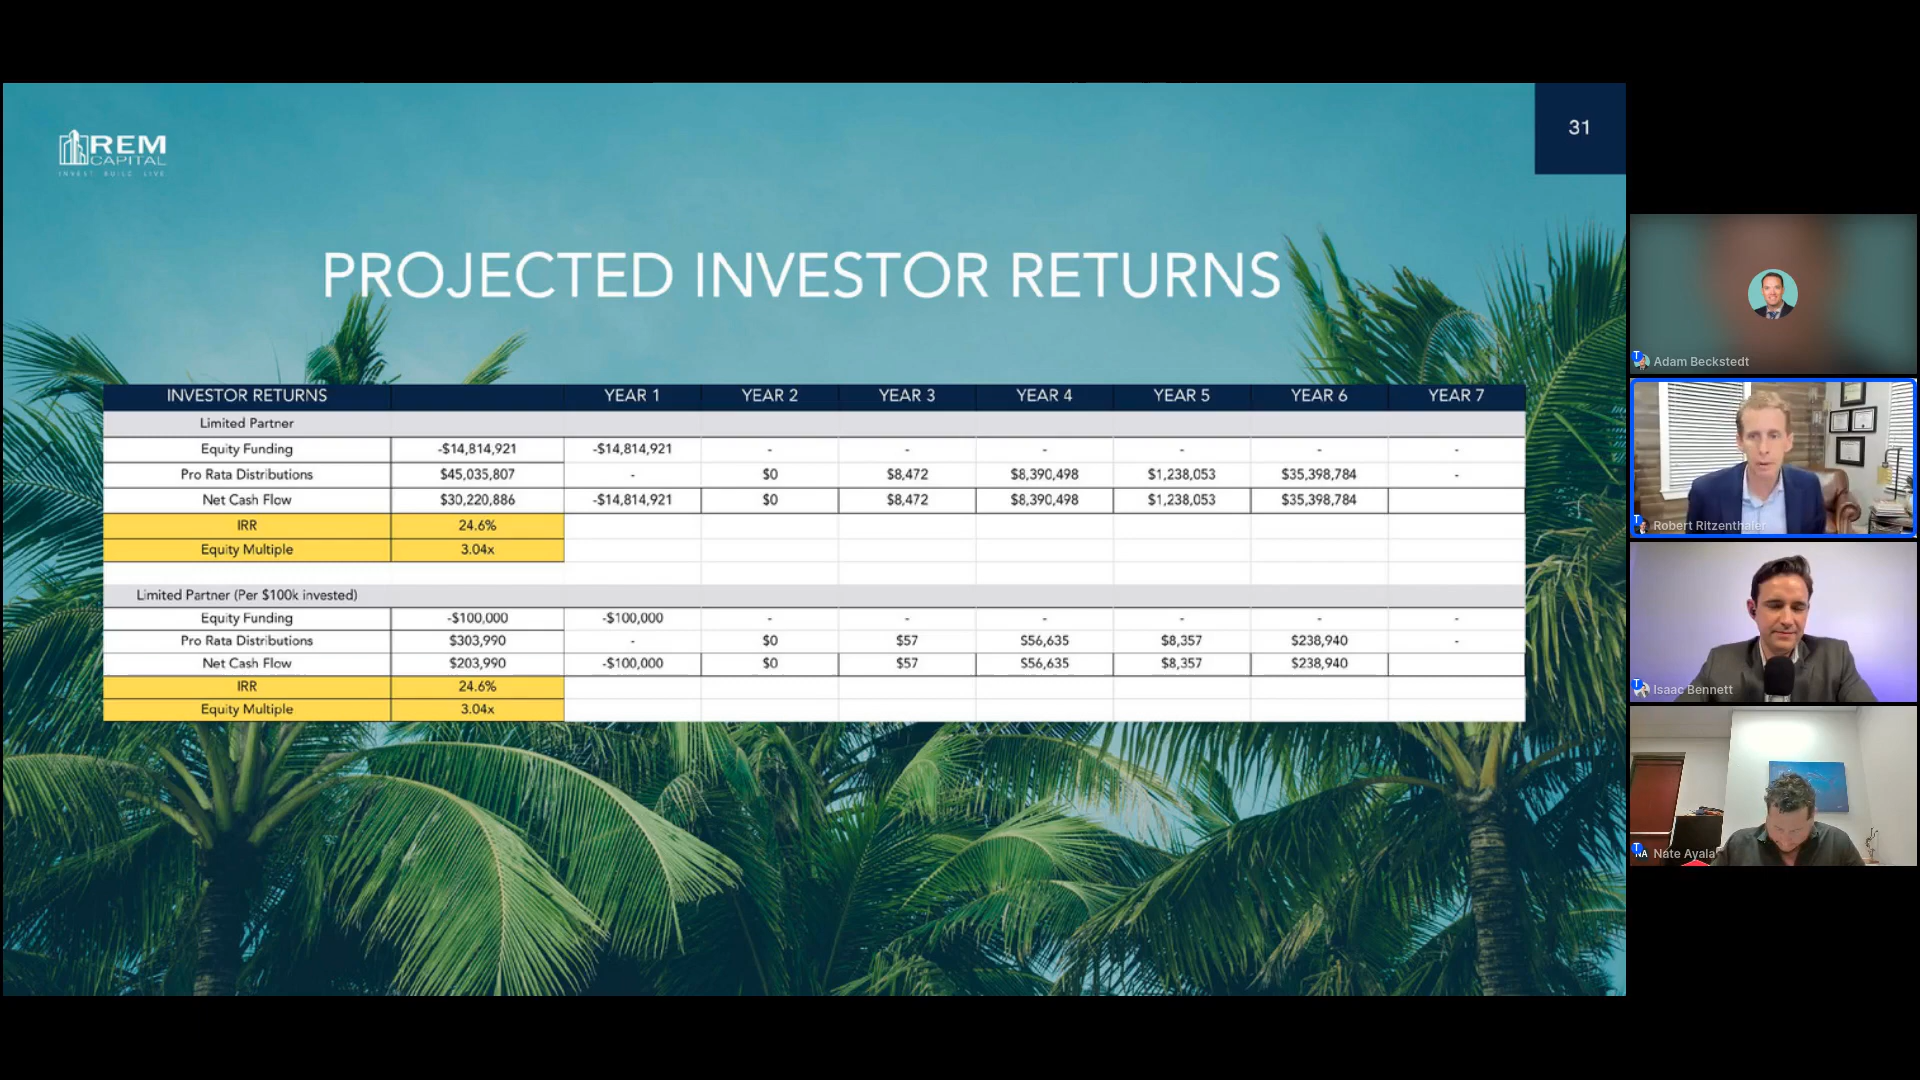 REM
CAPITAL
INVEST BUILD LIVE
31
PROJECTED INVESTOR RETURNS
INVESTOR RETURNS YEAR 1 YEAR 2 YEAR 3 YEAR 4 YEAR 5 YEAR 6 YEAR 7
Limited Partner
Equity Funding -$14,814,921 -$14,814,921 - - - - - -
Pro Rata Distributions $45,035,807 - $0 $8,472 $8,390,498 $1,238,053 $35,398,784 -
Net Cash Flow $30,220,886 -$14,814,921 $0 $8,472 $8,390,498 $1,238,053 $35,398,784
IRR 24.6%
Equity Multiple 3.04x
Limited Partner (Per $100k invested)
Equity Funding -$100,000 -$100,000 - - - - - -
Pro Rata Distributions $303,990 - $0 $57 $56,635 $8,357 $238,940 -
Net Cash Flow $203,990 -$100,000 $0 $57 $56,635 $8,357 $238,940
IRR 24.6%
Equity Multiple 3.04x
Adam Beckstedt
Robert Ritzenthaler
Isaac Bennett
NA Nate Ayala